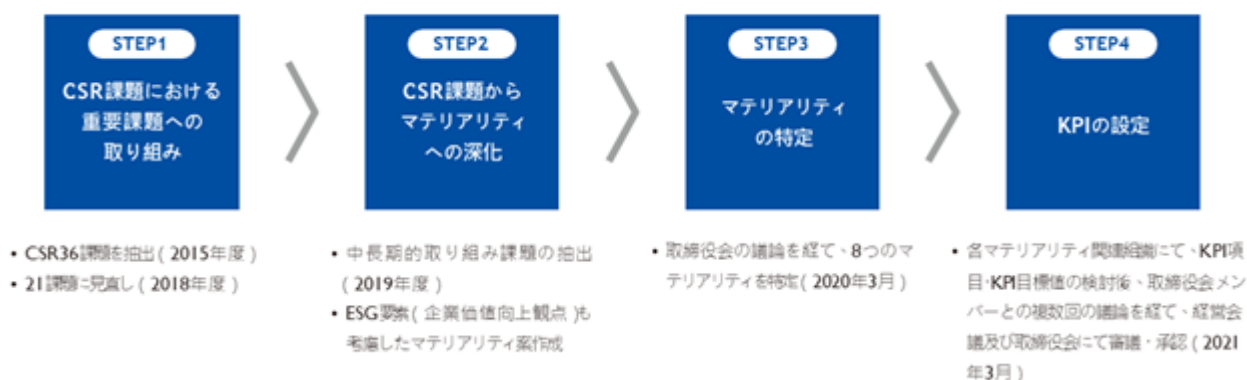 STEP1
CSR課題における
重要課題への
取り組み
STEP2
CSR課題から
マテリアリティ
への深化
STEP3
マテリアリティ
の特定
STEP4
KPIの設定
• CSR36課題を抽出(2015年度)
• 21課題に見直し(2018年度)
• 中長期的取り組み課題の抽出
(2019年度)
• ESG要素(企業価値向上観点)も
考慮したマテリアリティ案作成
• 取締役会の議論を経て、8つのマ
テリアリティを特定(2020年3月)
• 各マテリアリティ関連組織にて、KPI項
目・KPI目標値の検討後、取締役会メン
バーとの複数回の議論を経て、経営会
議及び取締役会にて審議・承認(2021
年3月)